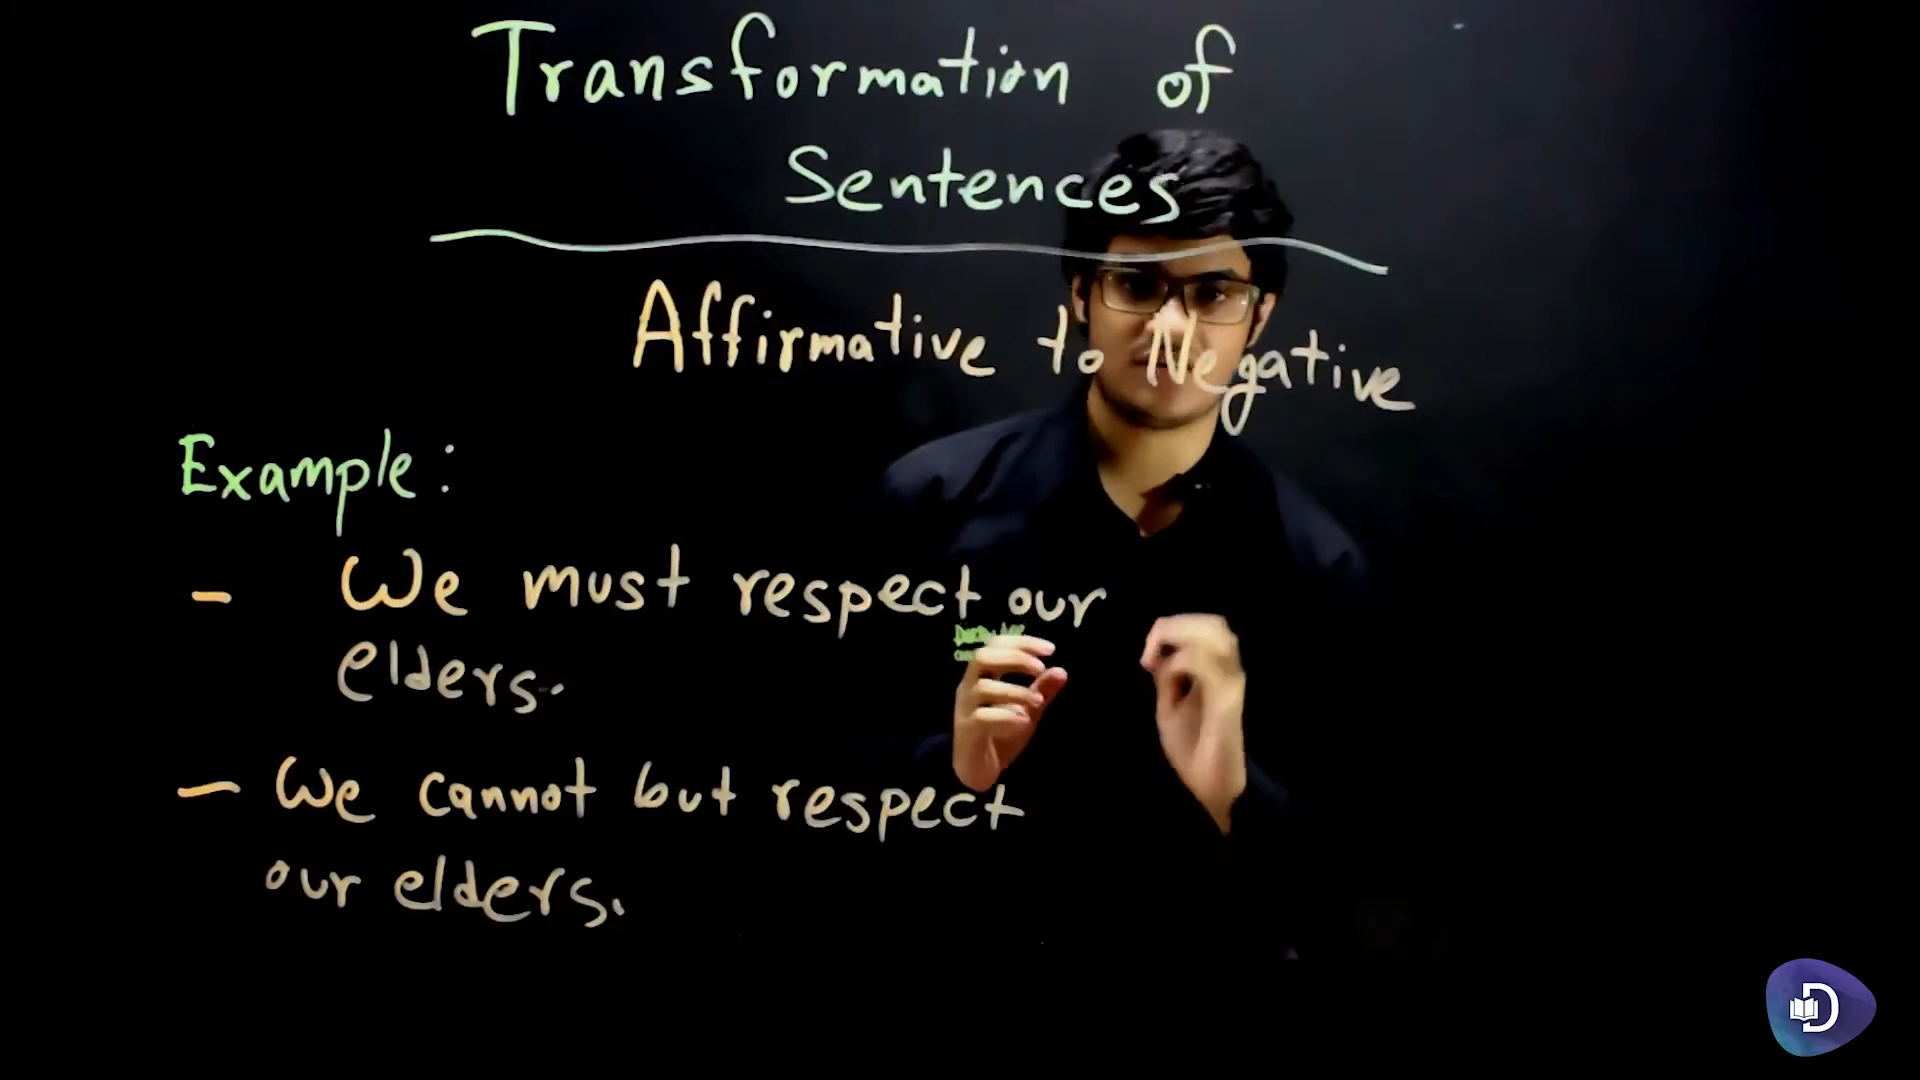 Transformation of
Sentences
Affirmative to Negative
Example:
- We must respect our
elders.
- We cannot but respect
our elders.
D